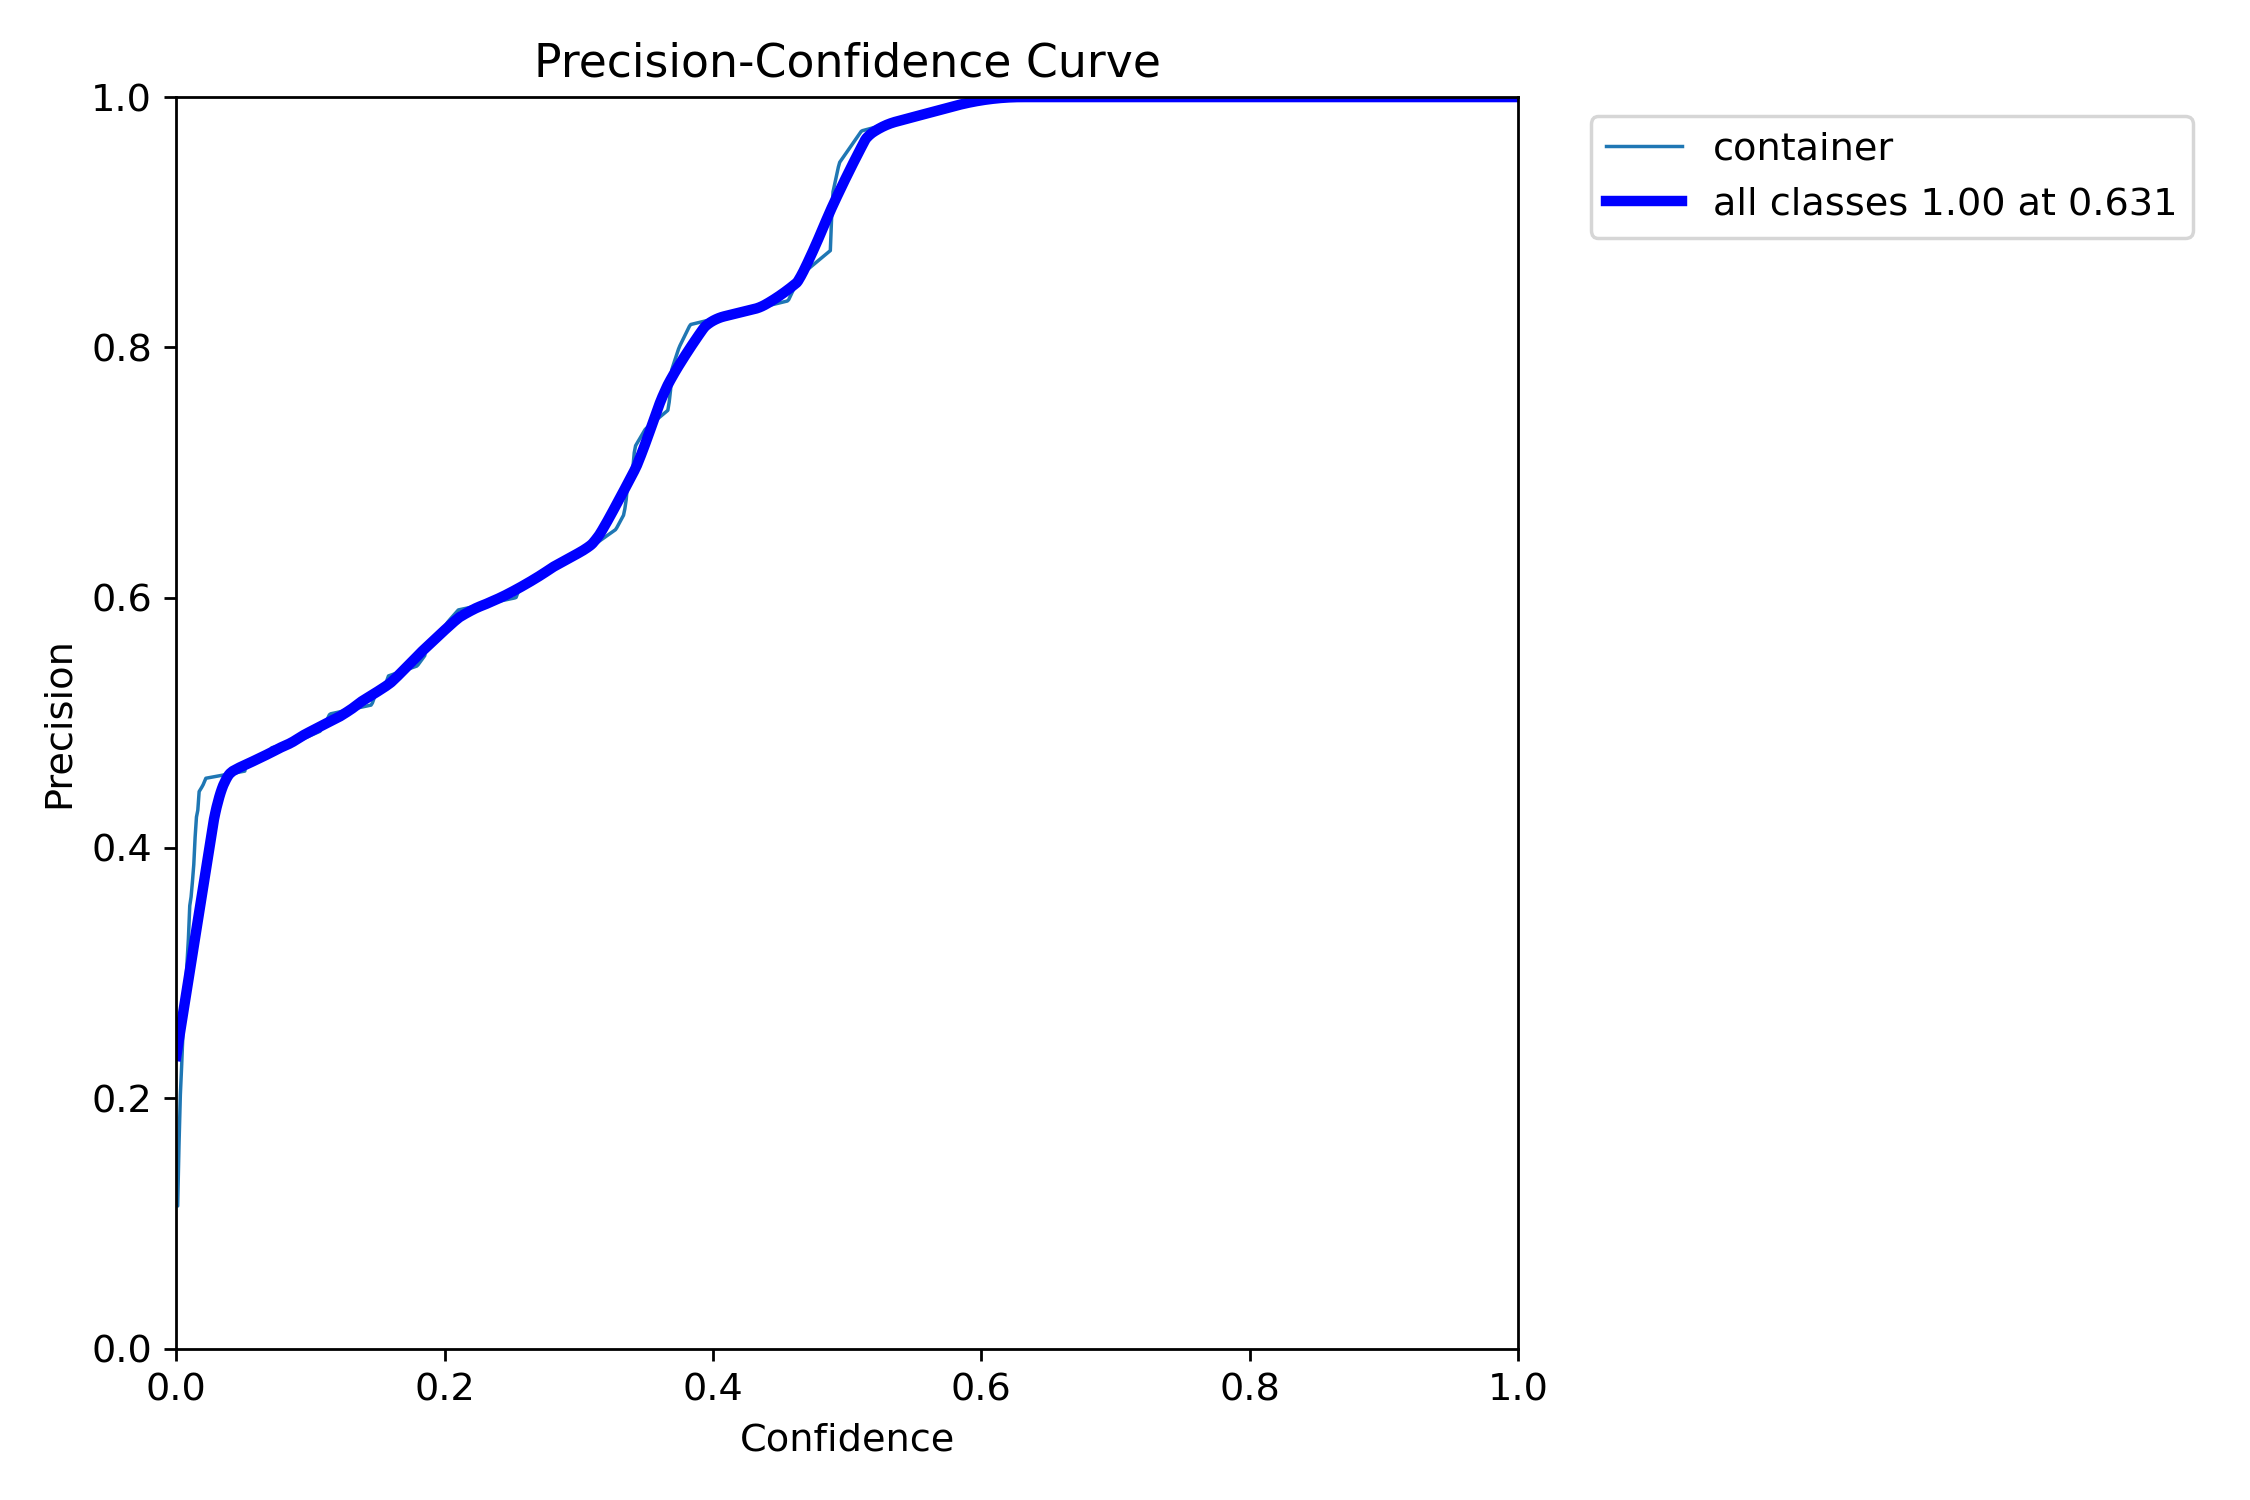 Precision-Confidence Curve
1.0
0.8
0.6
0.4
0.2
0.0
Precision
0.0 0.2 0.4 0.6 0.8 1.0
Confidence
container
all classes 1.00 at 0.631